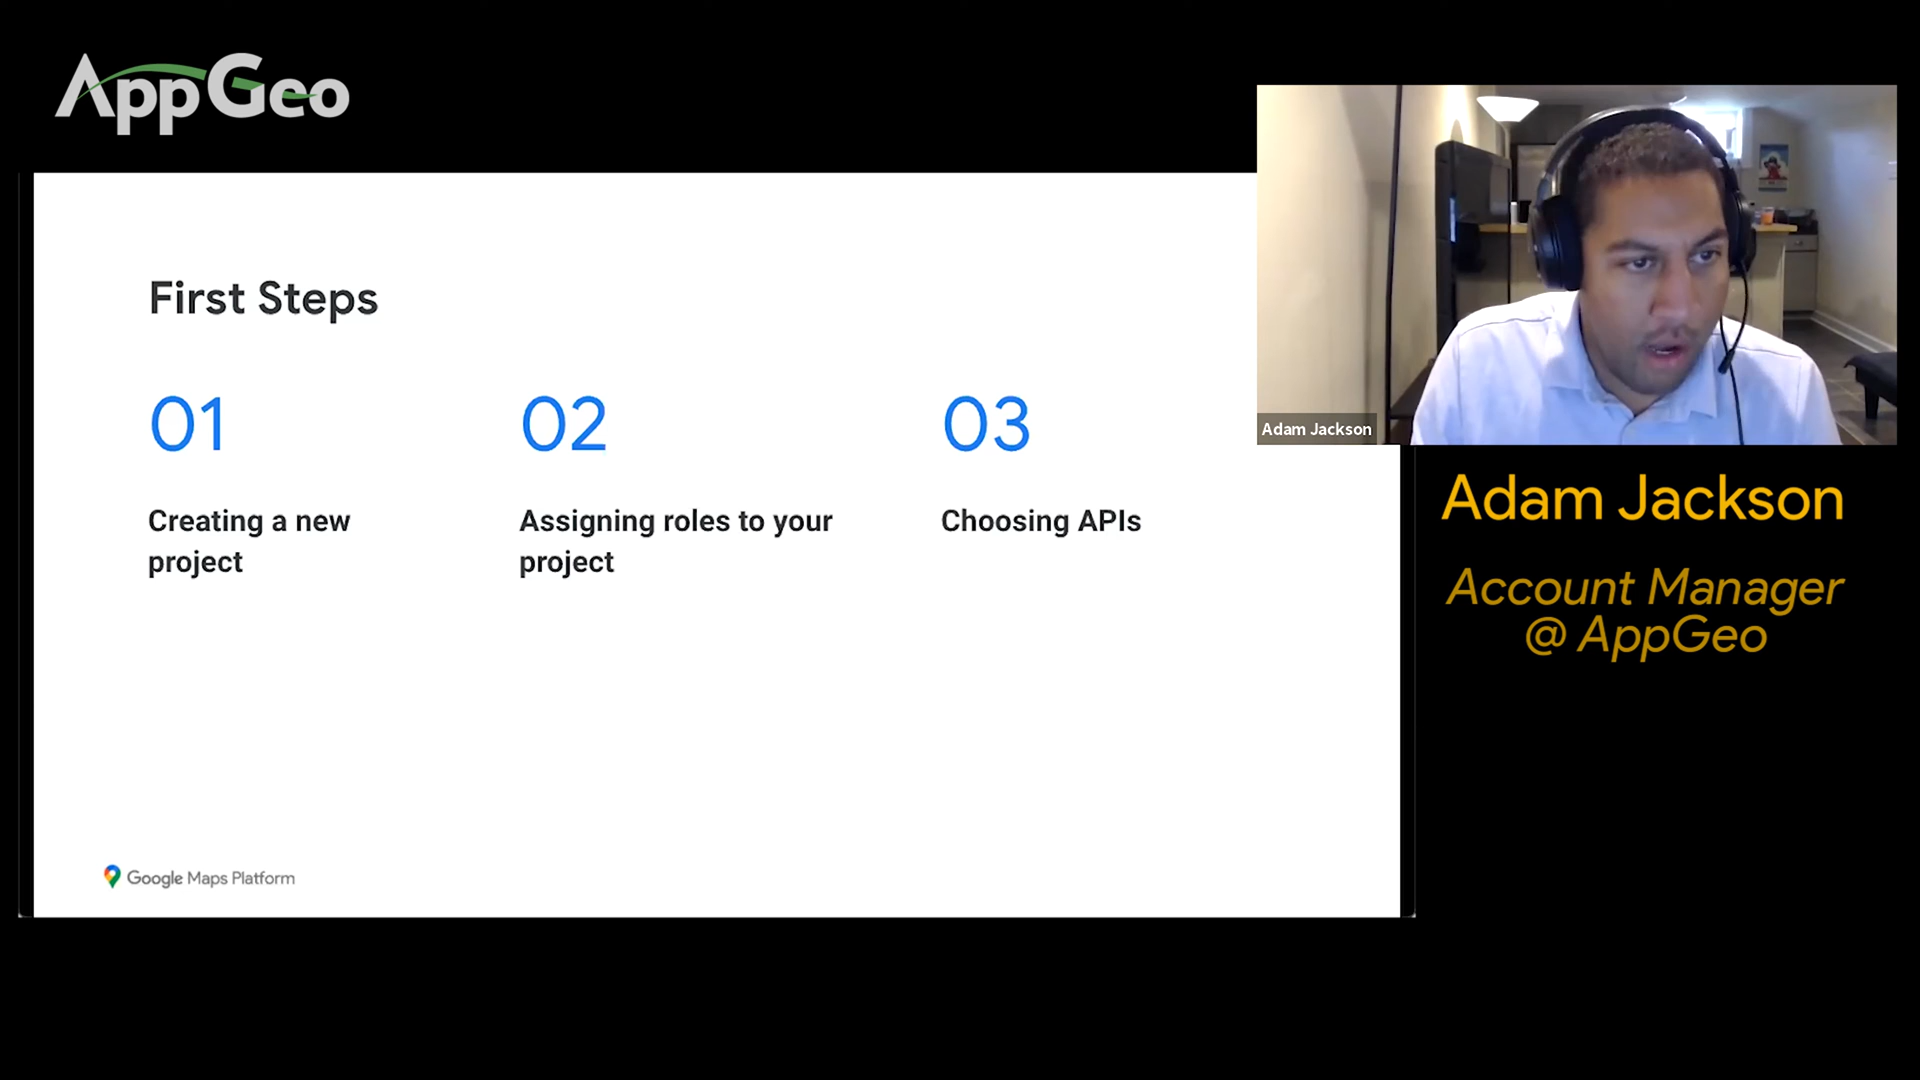 AppGeo
First Steps
01
Creating a new
project
02
Assigning roles to your
project
03
Choosing APIs
Google Maps Platform
Adam Jackson
Adam Jackson
Account Manager
@ AppGeo